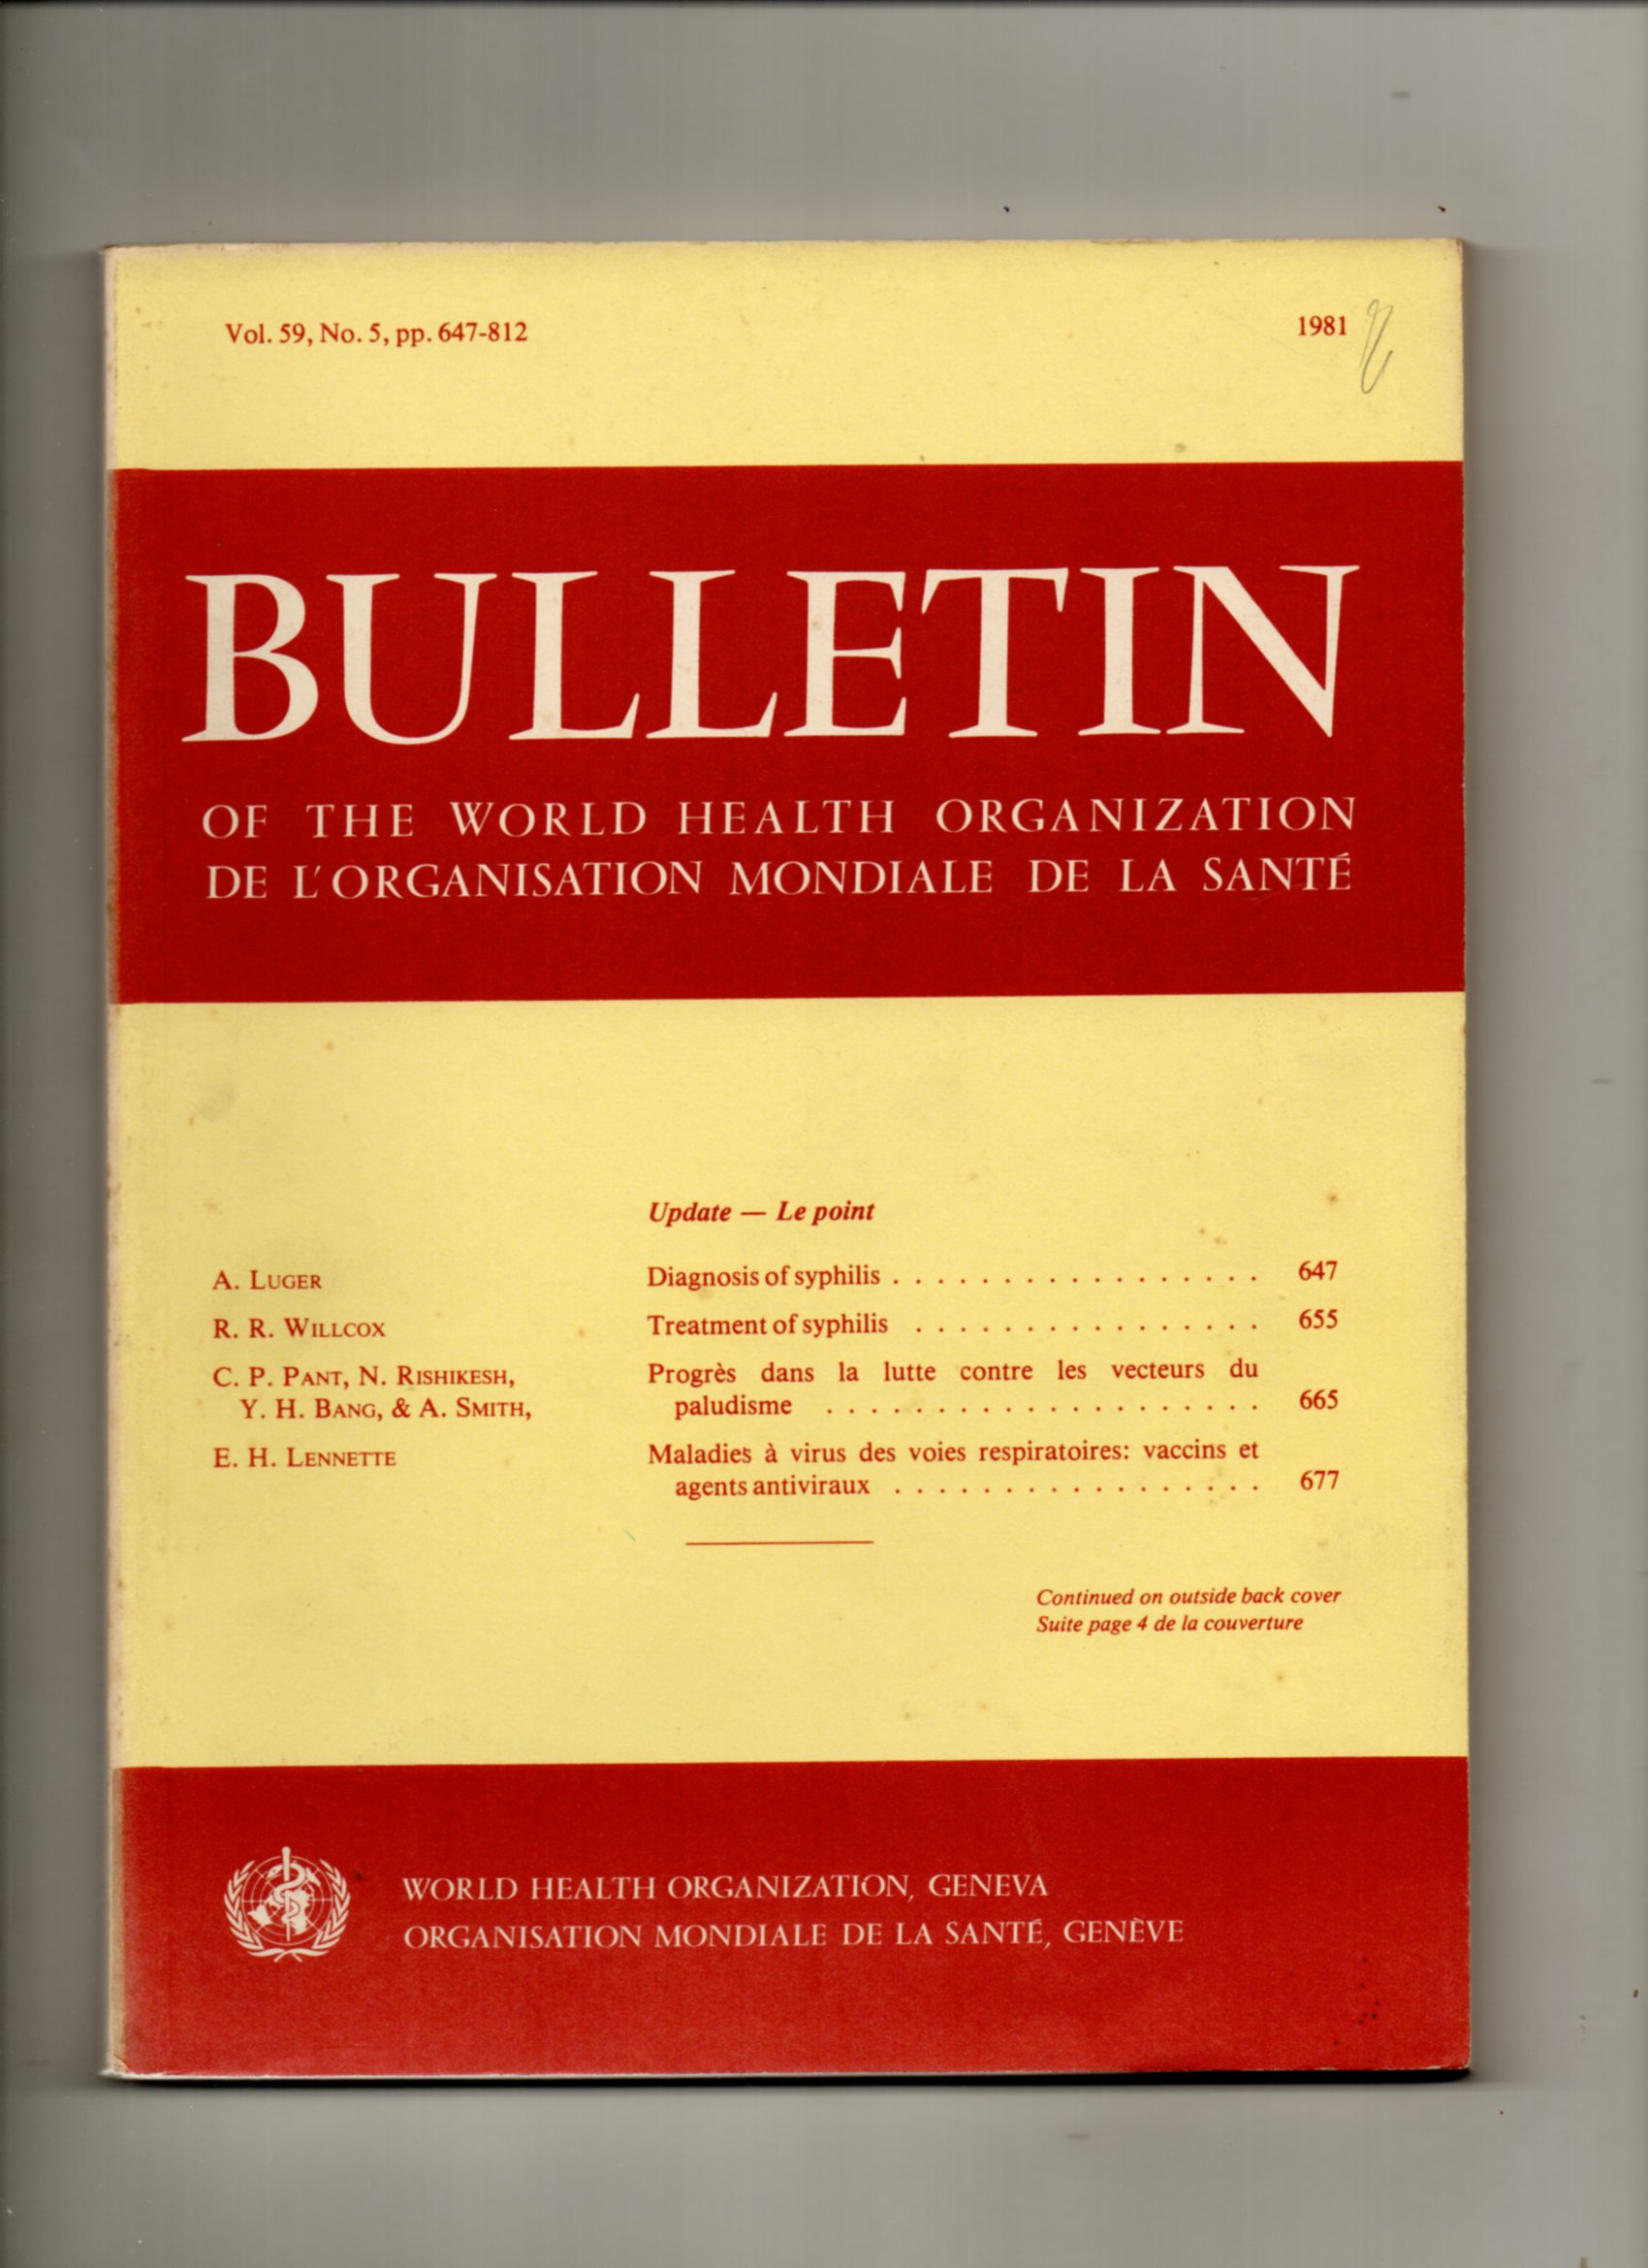 Vol. 59, No. 5, pp. 647-812 1981
BULLETIN
OF THE WORLD HEALTH ORGANIZATION
DE L'ORGANISATION MONDIALE DE LA SANTÉ
Update — Le point
A. LUGER Diagnosis of syphilis . . . . . . . . . . . . . . . . . 647
R. R. WILLCOX Treatment of syphilis . . . . . . . . . . . . . . . . 655
C. P. PANT, N. RISHIKESH, Progrès dans la lutte contre les vecteurs du
Y. H. BANG, & A. SMITH, paludisme . . . . . . . . . . . . . . . . . . . . 665
E. H. LENNETTE Maladies à virus des voies respiratoires: vaccins et
agents antiviraux . . . . . . . . . . . . . . . . . 677
Continued on outside back cover
Suite page 4 de la couverture
WORLD HEALTH ORGANIZATION, GENEVA
ORGANISATION MONDIALE DE LA SANTÉ, GENÈVE